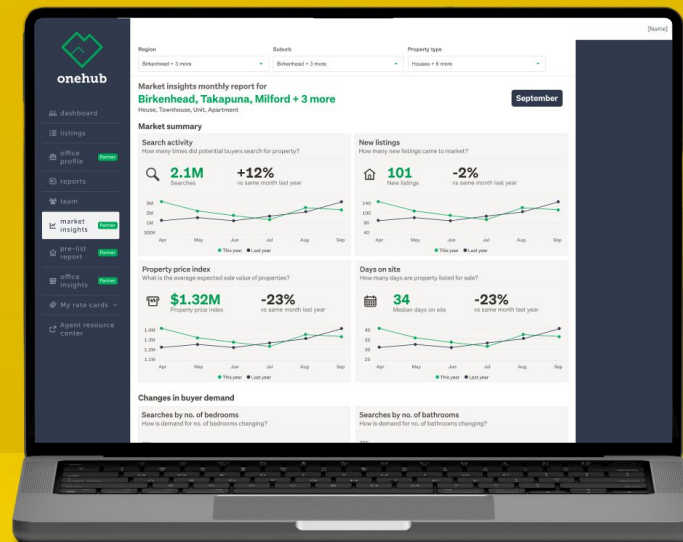 [Name]
onehub
dashboard
listings
office profile Partner
reports
team
market insights Partner
pre-list report Partner
office insights Partner
My rate cards
Agent resource center
Region
Birkenhead + 3 more
Suburb
Birkenhead + 3 more
Property type
Houses + 6 more
Market insights monthly report for
Birkenhead, Takapuna, Milford + 3 more
House, Townhouse, Unit, Apartment
September
Market summary
Search activity
How many times did potential buyers search for property?
2.1M
Searches
+12%
vs same month last year
3M
2M
1M
500K
Apr May Jun Jul Aug Sep
This year Last year
New listings
How many new listings came to market?
101
New listings
-2%
vs same month last year
140
100
80
40
Apr May Jun Jul Aug Sep
This year Last year
Property price index
What is the average expected sale value of properties?
$1.32M
Property price index
-23%
vs same month last year
1.4M
1.3M
1.2M
1.1M
Apr May Jun Jul Aug Sep
This year Last year
Days on site
How many days are property listed for sale?
34
Median days on site
-23%
vs same month last year
40
35
30
25
Apr May Jun Jul Aug Sep
This year Last year
Changes in buyer demand
Searches by no. of bedrooms
How is demand for no. of bedrooms changing?
Searches by no. of bathrooms
How is demand for no. of bathrooms changing?